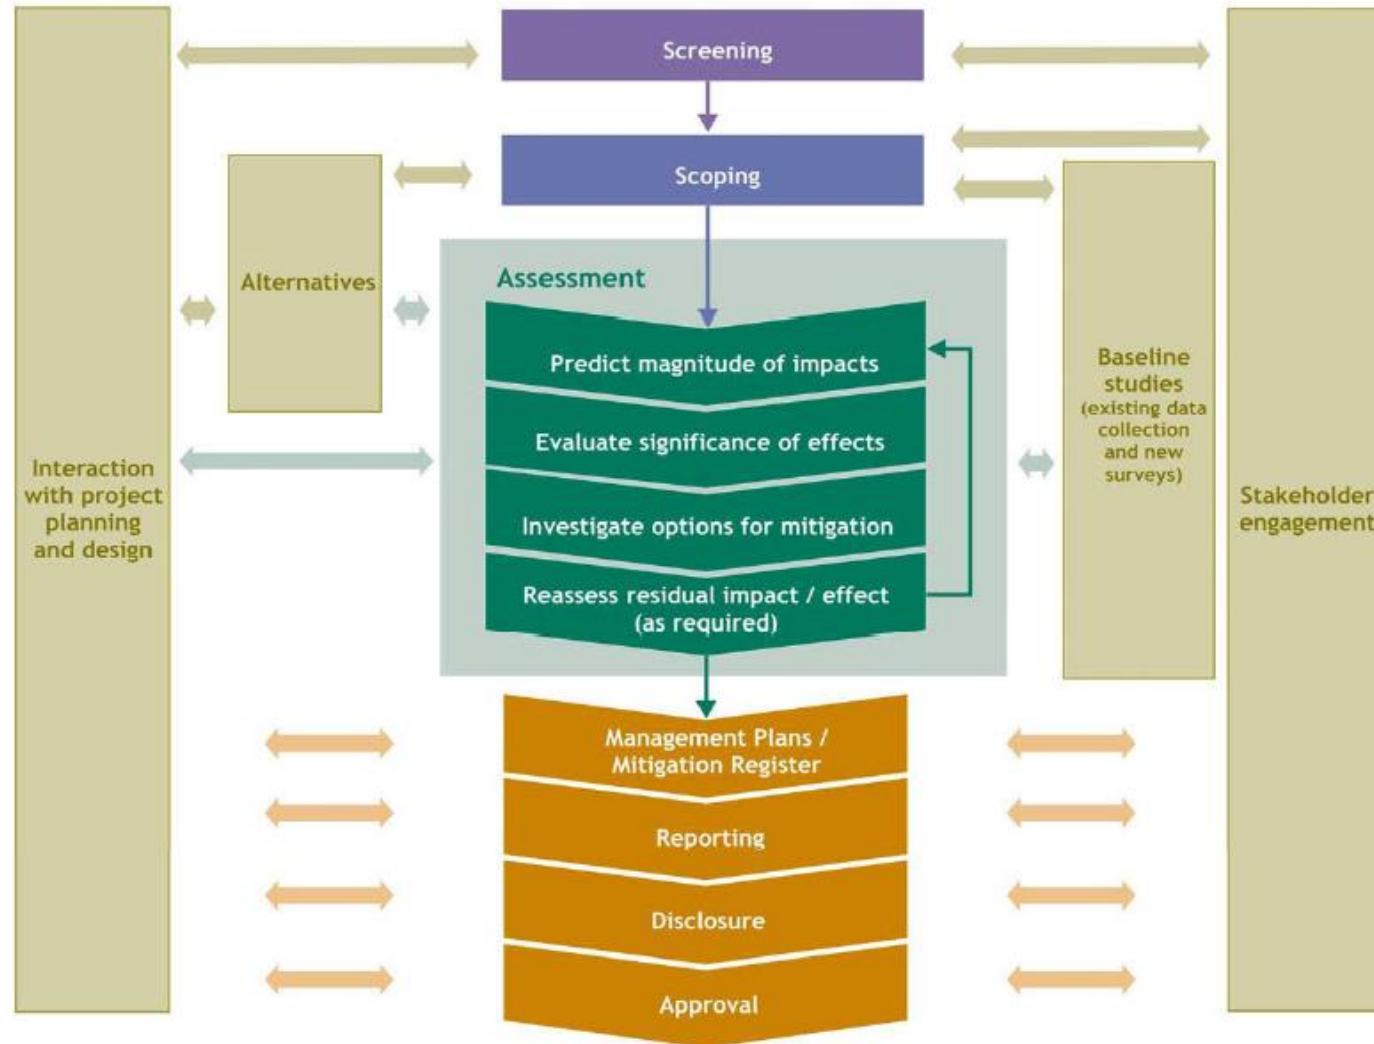 Screening
Scoping
Alternatives
Assessment
Predict magnitude of impacts
Evaluate significance of effects
Investigate options for mitigation
Reassess residual impact / effect
(as required)
Baseline
studies
(existing data
collection
and new
surveys)
Interaction
with project
planning
and design
Stakeholder
engagement
Management Plans /
Mitigation Register
Reporting
Disclosure
Approval